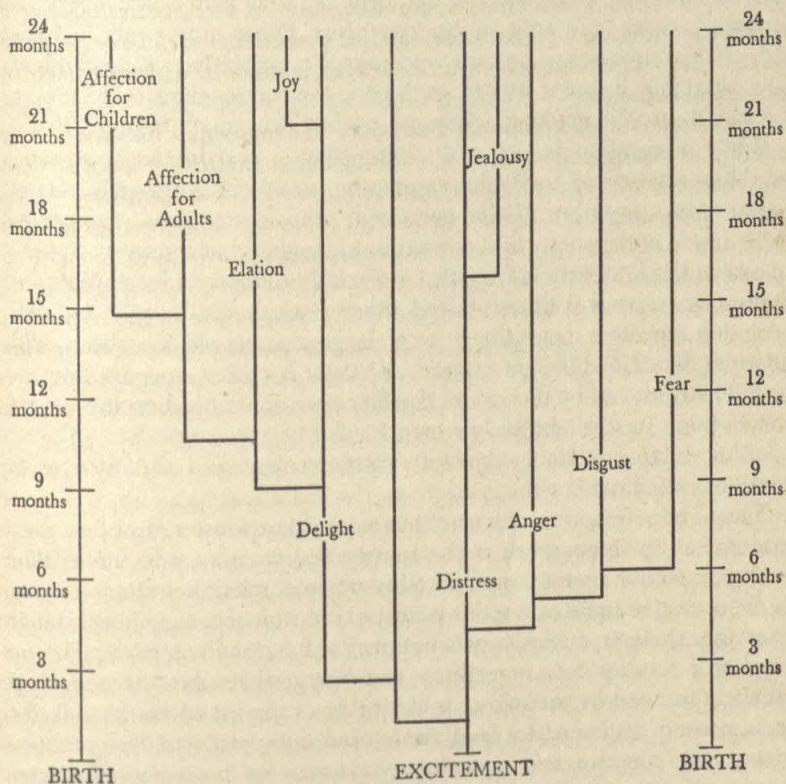 24
months
24
months
Affection
for
Children
Joy
21
months
21
months
Jealousy
Affection
for
Adults
18
months
18
months
Elation
15
months
15
months
12
months
Fear
12
months
Disgust
9
months
9
months
Delight
Anger
6
months
Distress
6
months
3
months
3
months
BIRTH
EXCITEMENT
BIRTH